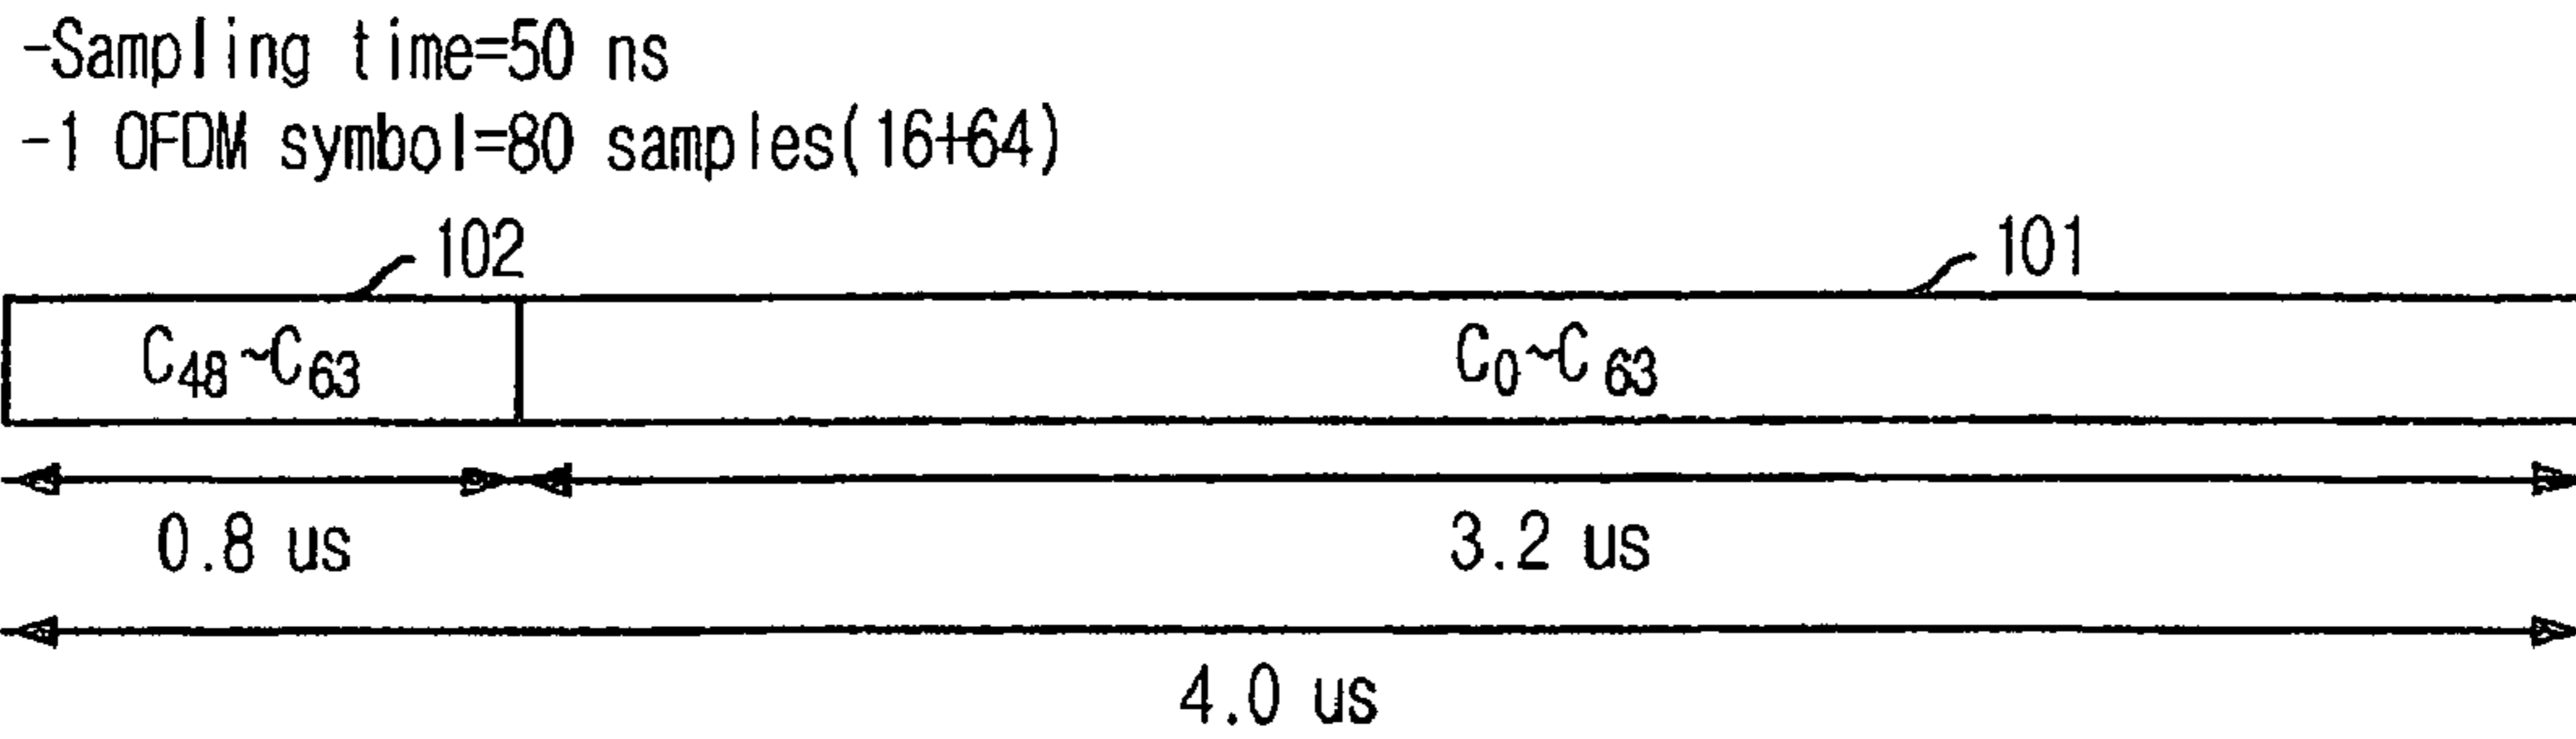 -Sampling time=50 ns
-1 OFDM symbol=80 samples(16+64)
102
101
C48~C63
C0~C63
0.8 us
3.2 us
4.0 us